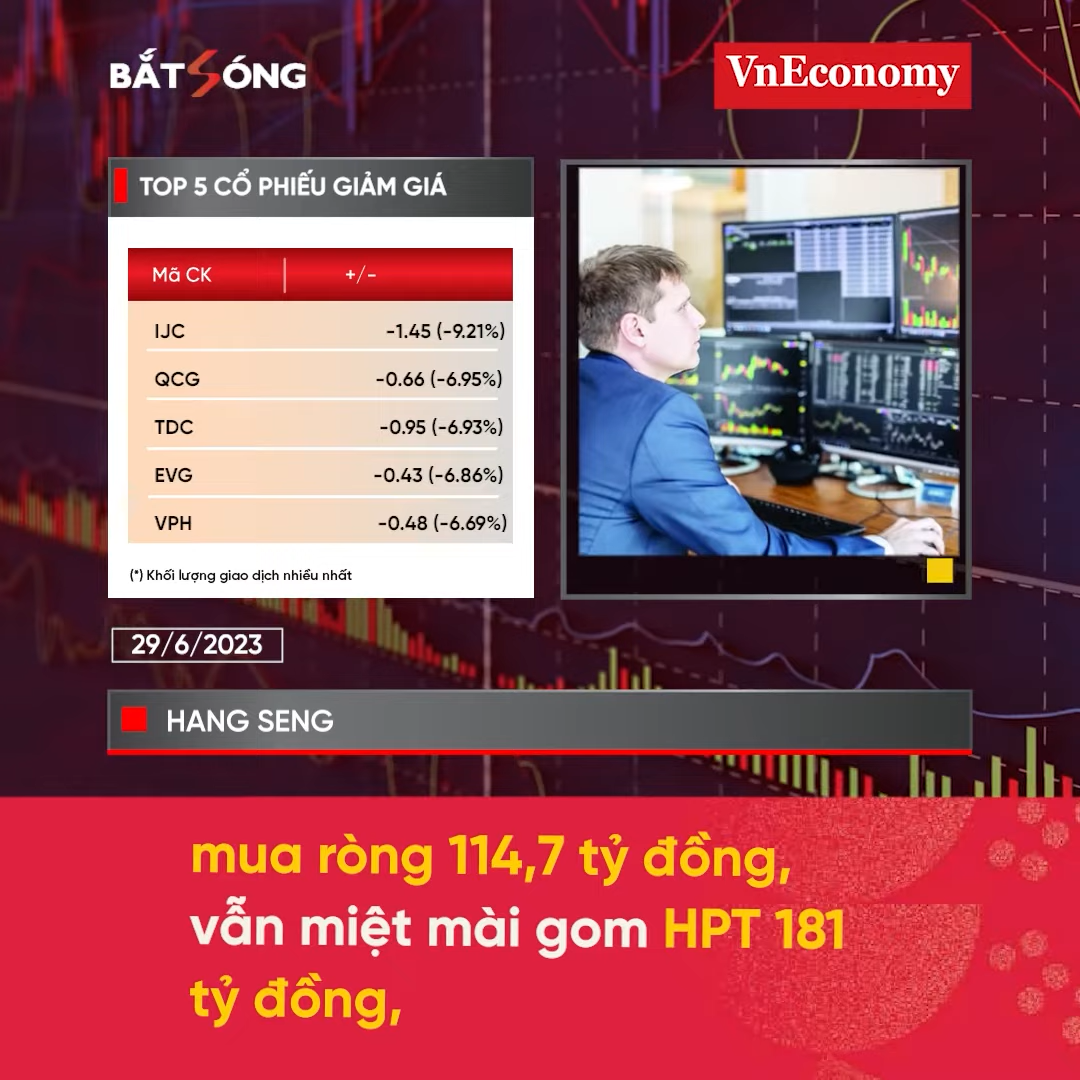 BẮT SÓNG
VnEconomy
TOP 5 CỔ PHIẾU GIẢM GIÁ
Mã CK +/-
IJC -1.45 (-9.21%)
QCG -0.66 (-6.95%)
TDC -0.95 (-6.93%)
EVG -0.43 (-6.86%)
VPH -0.48 (-6.69%)
(*) Khối lượng giao dịch nhiều nhất
29/6/2023
HANG SENG
mua ròng 114,7 tỷ đồng,
vẫn miệt mài gom HPT 181
tỷ đồng,